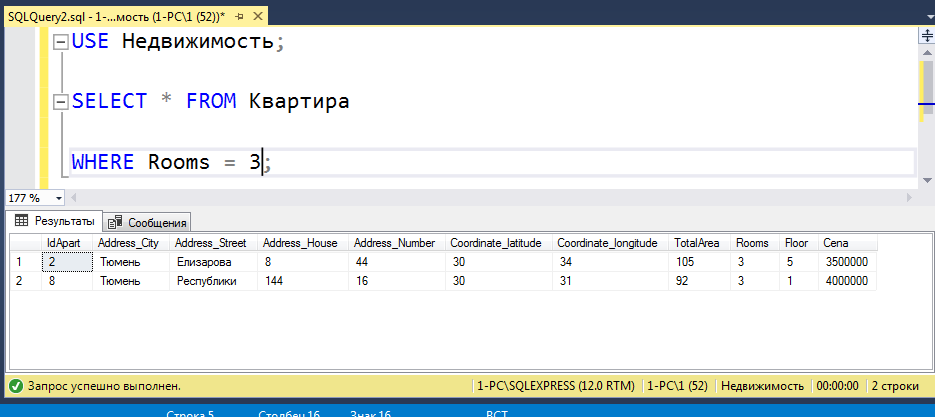 SQLQuery2.sql - 1-...мость (1-PC\1 (52))*
USE Недвижимость;
SELECT * FROM Квартира
WHERE Rooms = 3;
177 %
Результаты Сообщения
IdApart Address_City Address_Street Address_House Address_Number Coordinate_latitude Coordinate_longitude TotalArea Rooms Floor Cena
1 2 Тюмень Елизарова 8 44 30 34 105 3 5 3500000
2 8 Тюмень Республики 144 16 30 31 92 3 1 4000000
Запрос успешно выполнен. 1-PC\SQLEXPRESS (12.0 RTM) 1-PC\1 (52) Недвижимость 00:00:00 2 строки
Строка 5 Столбец 16 Знак 16 ВСТ